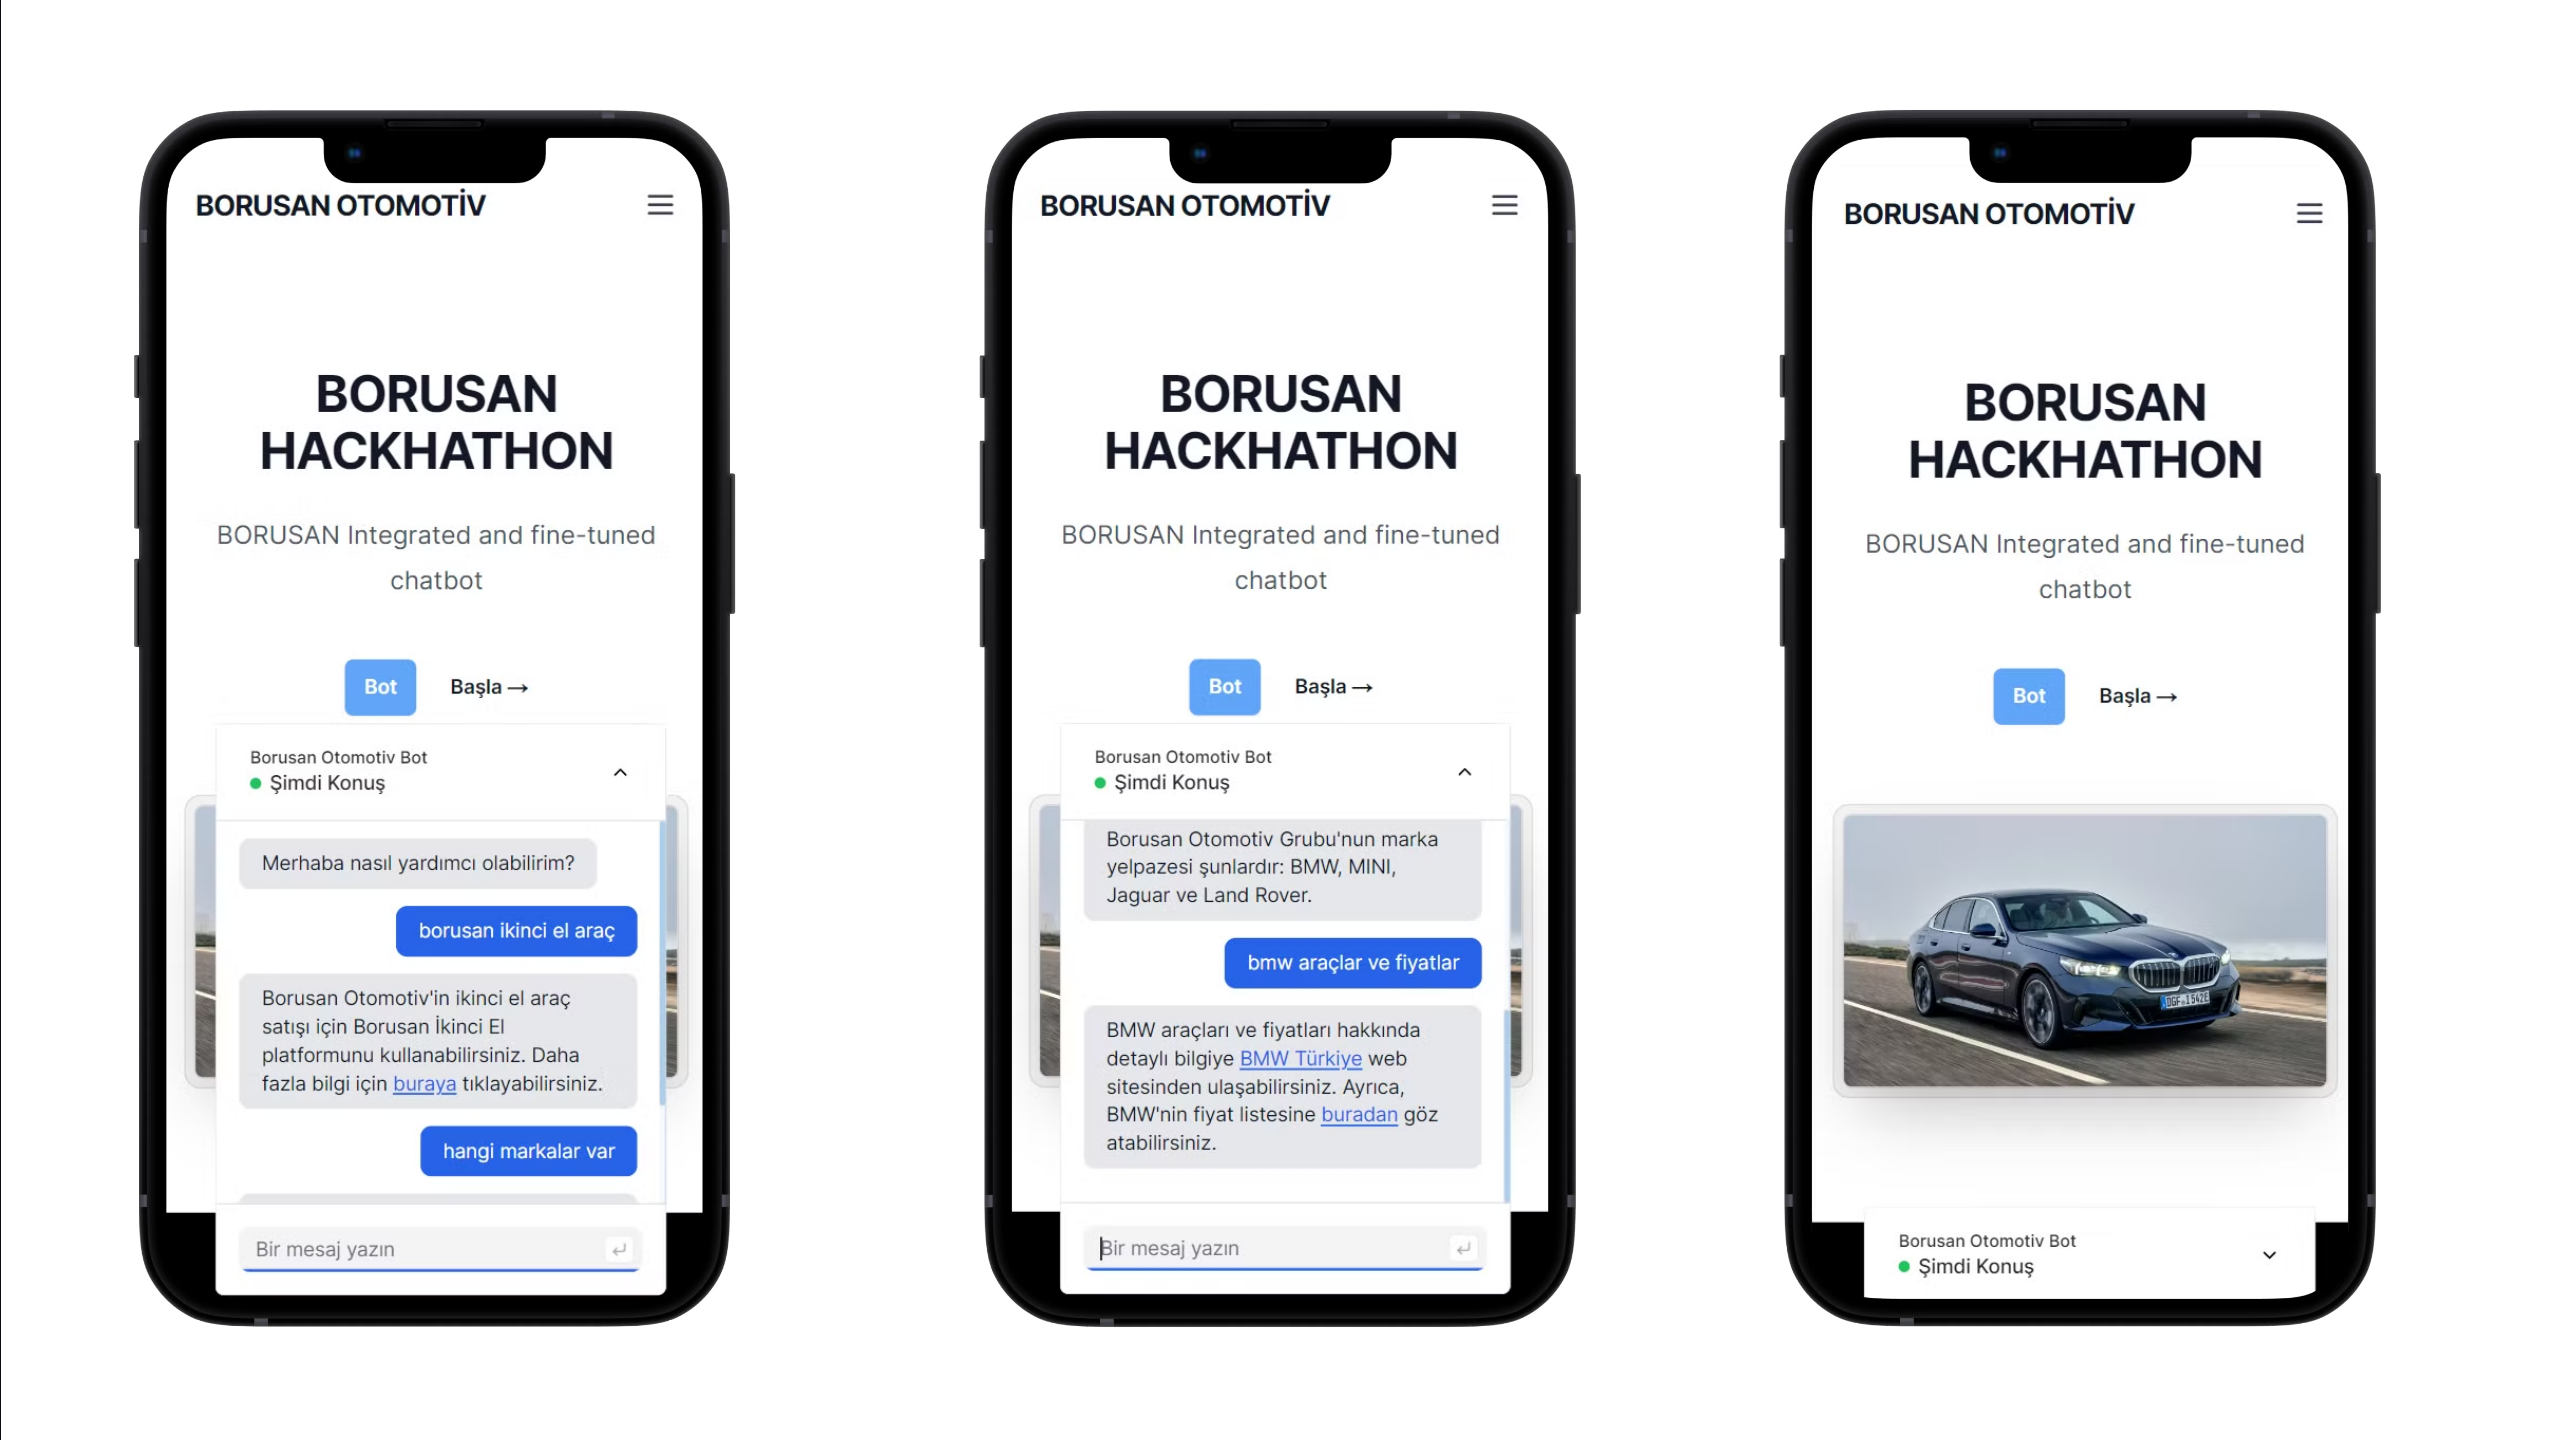 BORUSAN OTOMOTİV
BORUSAN
HACKHATHON
BORUSAN Integrated and fine-tuned
chatbot
Bot
Başla →
Borusan Otomotiv Bot
Şimdi Konuş
Merhaba nasıl yardımcı olabilirim?
borusan ikinci el araç
Borusan Otomotiv'in ikinci el araç
satışı için Borusan İkinci El
platformunu kullanabilirsiniz. Daha
fazla bilgi için buraya tıklayabilirsiniz.
hangi markalar var
Bir mesaj yazın
BORUSAN OTOMOTİV
BORUSAN
HACKHATHON
BORUSAN Integrated and fine-tuned
chatbot
Bot
Başla →
Borusan Otomotiv Bot
Şimdi Konuş
Borusan Otomotiv Grubu'nun marka
yelpazesi şunlardır: BMW, MINI,
Jaguar ve Land Rover.
bmw araçlar ve fiyatlar
BMW araçları ve fiyatları hakkında
detaylı bilgiye BMW Türkiye web
sitesinden ulaşabilirsiniz. Ayrıca,
BMW'nin fiyat listesine buradan göz
atabilirsiniz.
Bir mesaj yazın
BORUSAN OTOMOTİV
BORUSAN
HACKHATHON
BORUSAN Integrated and fine-tuned
chatbot
Bot
Başla →
Borusan Otomotiv Bot
Şimdi Konuş